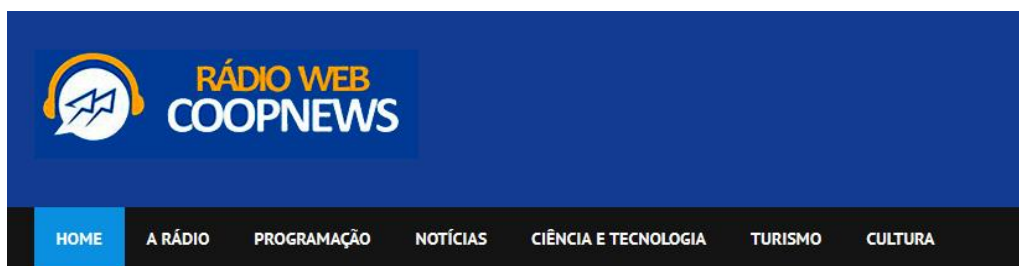 RÁDIO WEB
COOPNEWS
HOME A RÁDIO PROGRAMAÇÃO NOTÍCIAS CIÊNCIA E TECNOLOGIA TURISMO CULTURA